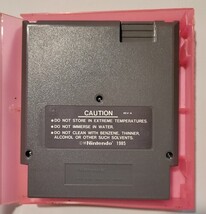 CAUTION
●DO NOT STORE IN EXTREME TEMPERATURES.
●DO NOT IMMERSE IN WATER.
●DO NOT CLEAN WITH BENZENE, THINNER,
ALCOHOL OR OTHER SUCH SOLVENTS.
©Nintendo 1985